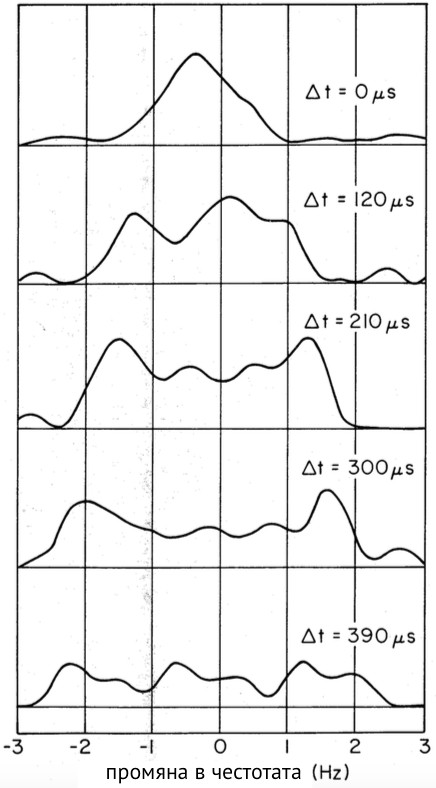 Δt = 0 μs
Δt = 120 μs
Δt = 210 μs
Δt = 300 μs
Δt = 390 μs
-3 -2 -1 0 1 2 3
промяна в честотата (Hz)